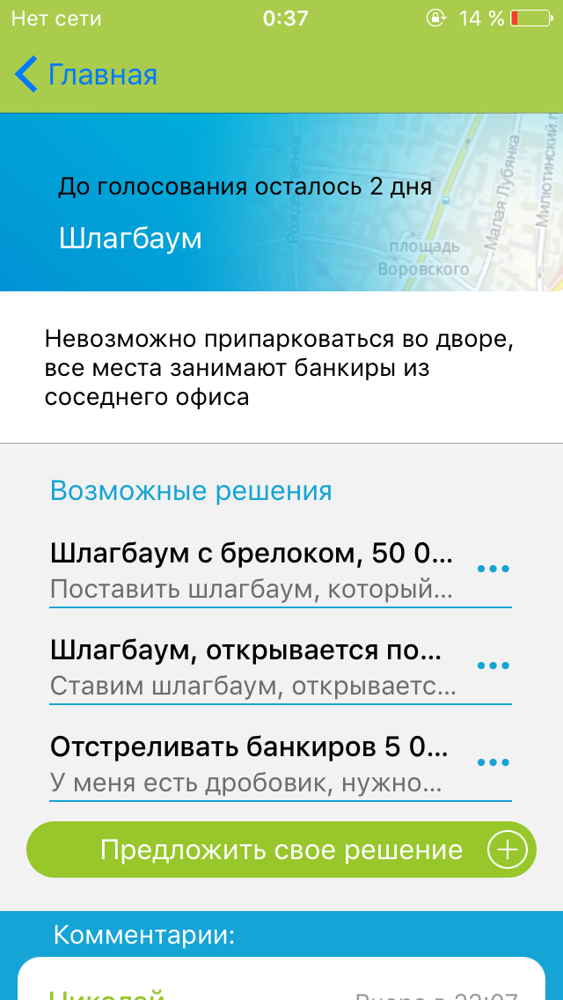 Нет сети 0:37 14 %
Главная
До голосования осталось 2 дня
Шлагбаум
Рождественка
Малая Лубянка
Милютинский п
площадь
Воровского
Невозможно припарковаться во дворе,
все места занимают банкиры из
соседнего офиса
Возможные решения
Шлагбаум с брелоком, 50 0...
Поставить шлагбаум, который...
Шлагбаум, открывается по...
Ставим шлагбаум, открываетс...
Отстреливать банкиров 5 0...
У меня есть дробовик, нужно...
Предложить свое решение
Комментарии:
Николай Вчера в 22:07